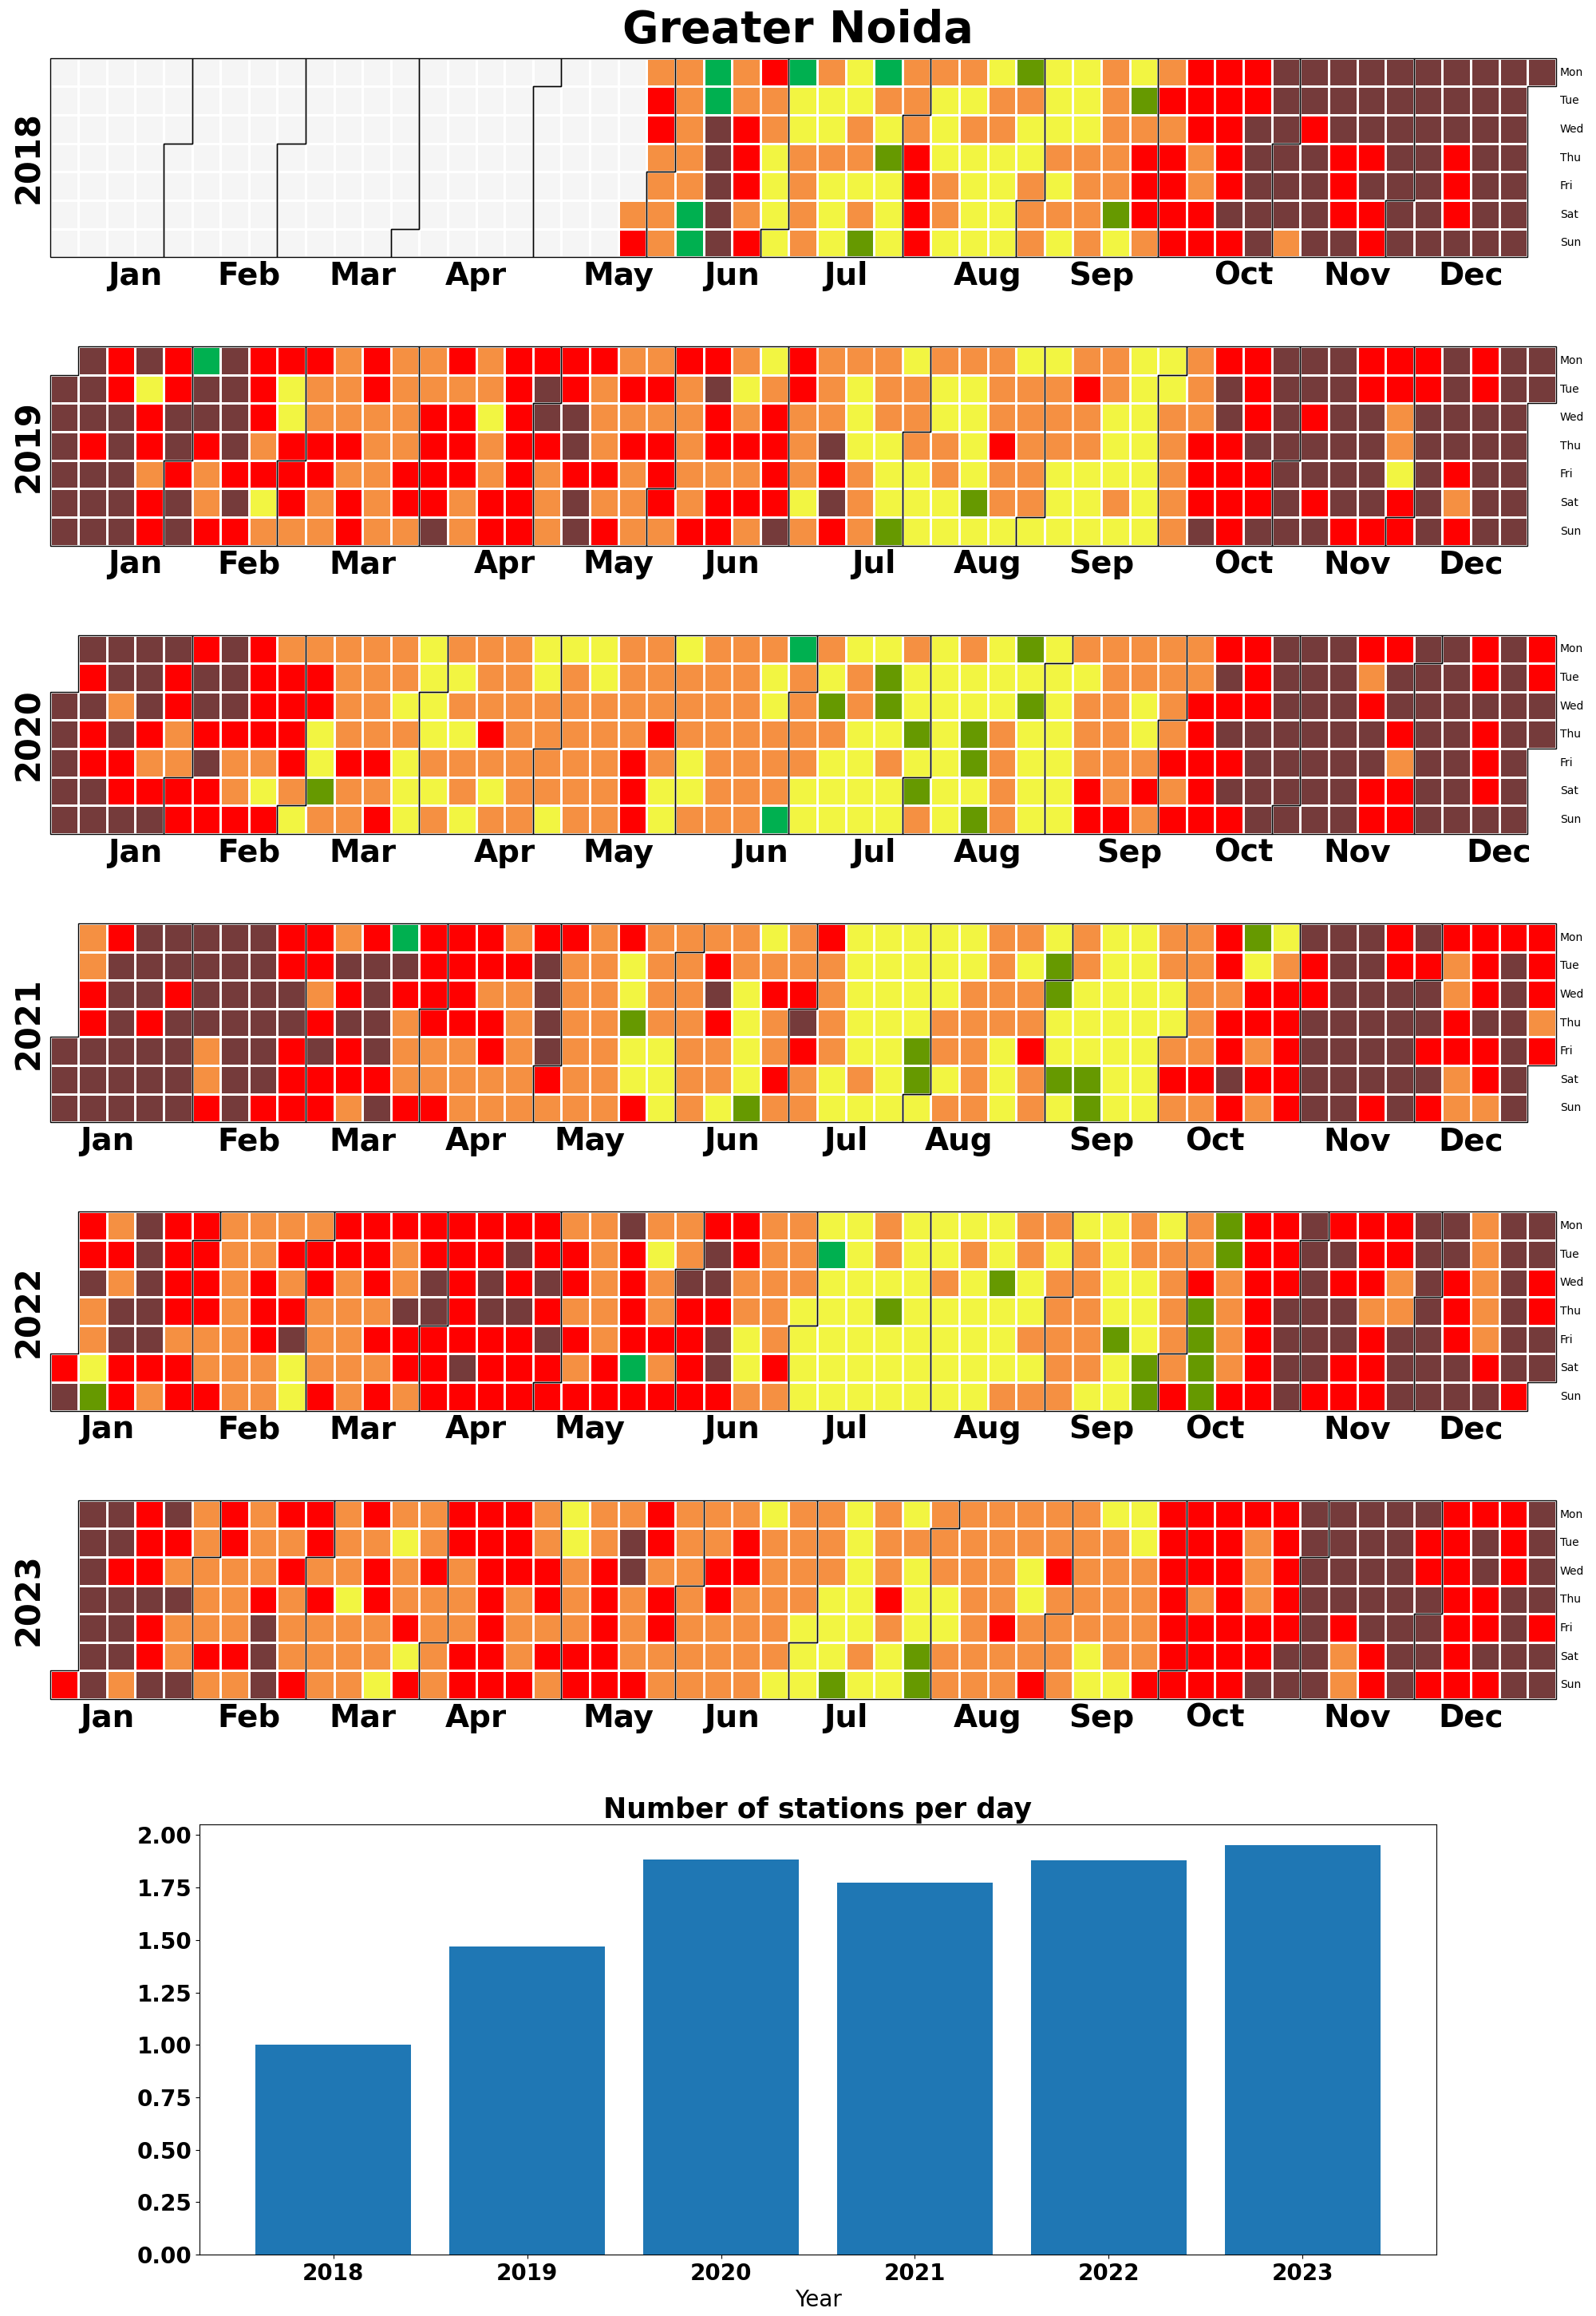 Greater Noida
2018
Mon
Tue
Wed
Thu
Fri
Sat
Sun
Jan Feb Mar Apr May Jun Jul Aug Sep Oct Nov Dec
2019
Mon
Tue
Wed
Thu
Fri
Sat
Sun
Jan Feb Mar Apr May Jun Jul Aug Sep Oct Nov Dec
2020
Mon
Tue
Wed
Thu
Fri
Sat
Sun
Jan Feb Mar Apr May Jun Jul Aug Sep Oct Nov Dec
2021
Mon
Tue
Wed
Thu
Fri
Sat
Sun
Jan Feb Mar Apr May Jun Jul Aug Sep Oct Nov Dec
2022
Mon
Tue
Wed
Thu
Fri
Sat
Sun
Jan Feb Mar Apr May Jun Jul Aug Sep Oct Nov Dec
2023
Mon
Tue
Wed
Thu
Fri
Sat
Sun
Jan Feb Mar Apr May Jun Jul Aug Sep Oct Nov Dec
Number of stations per day
2.00
1.75
1.50
1.25
1.00
0.75
0.50
0.25
0.00
2018 2019 2020 2021 2022 2023
Year